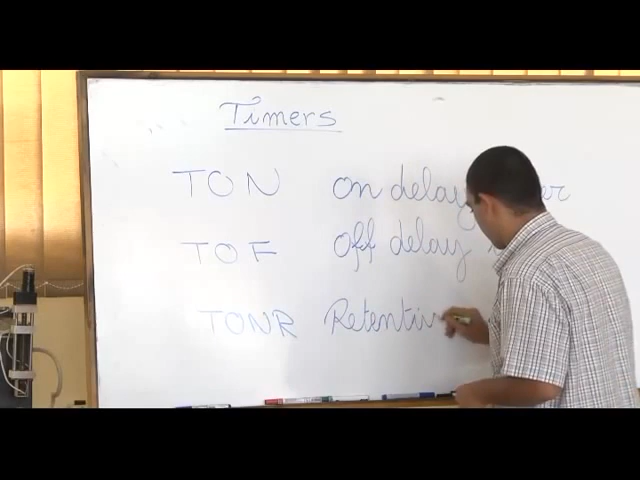 Timers
TON on delay
TOF off delay
TONR Retentiv